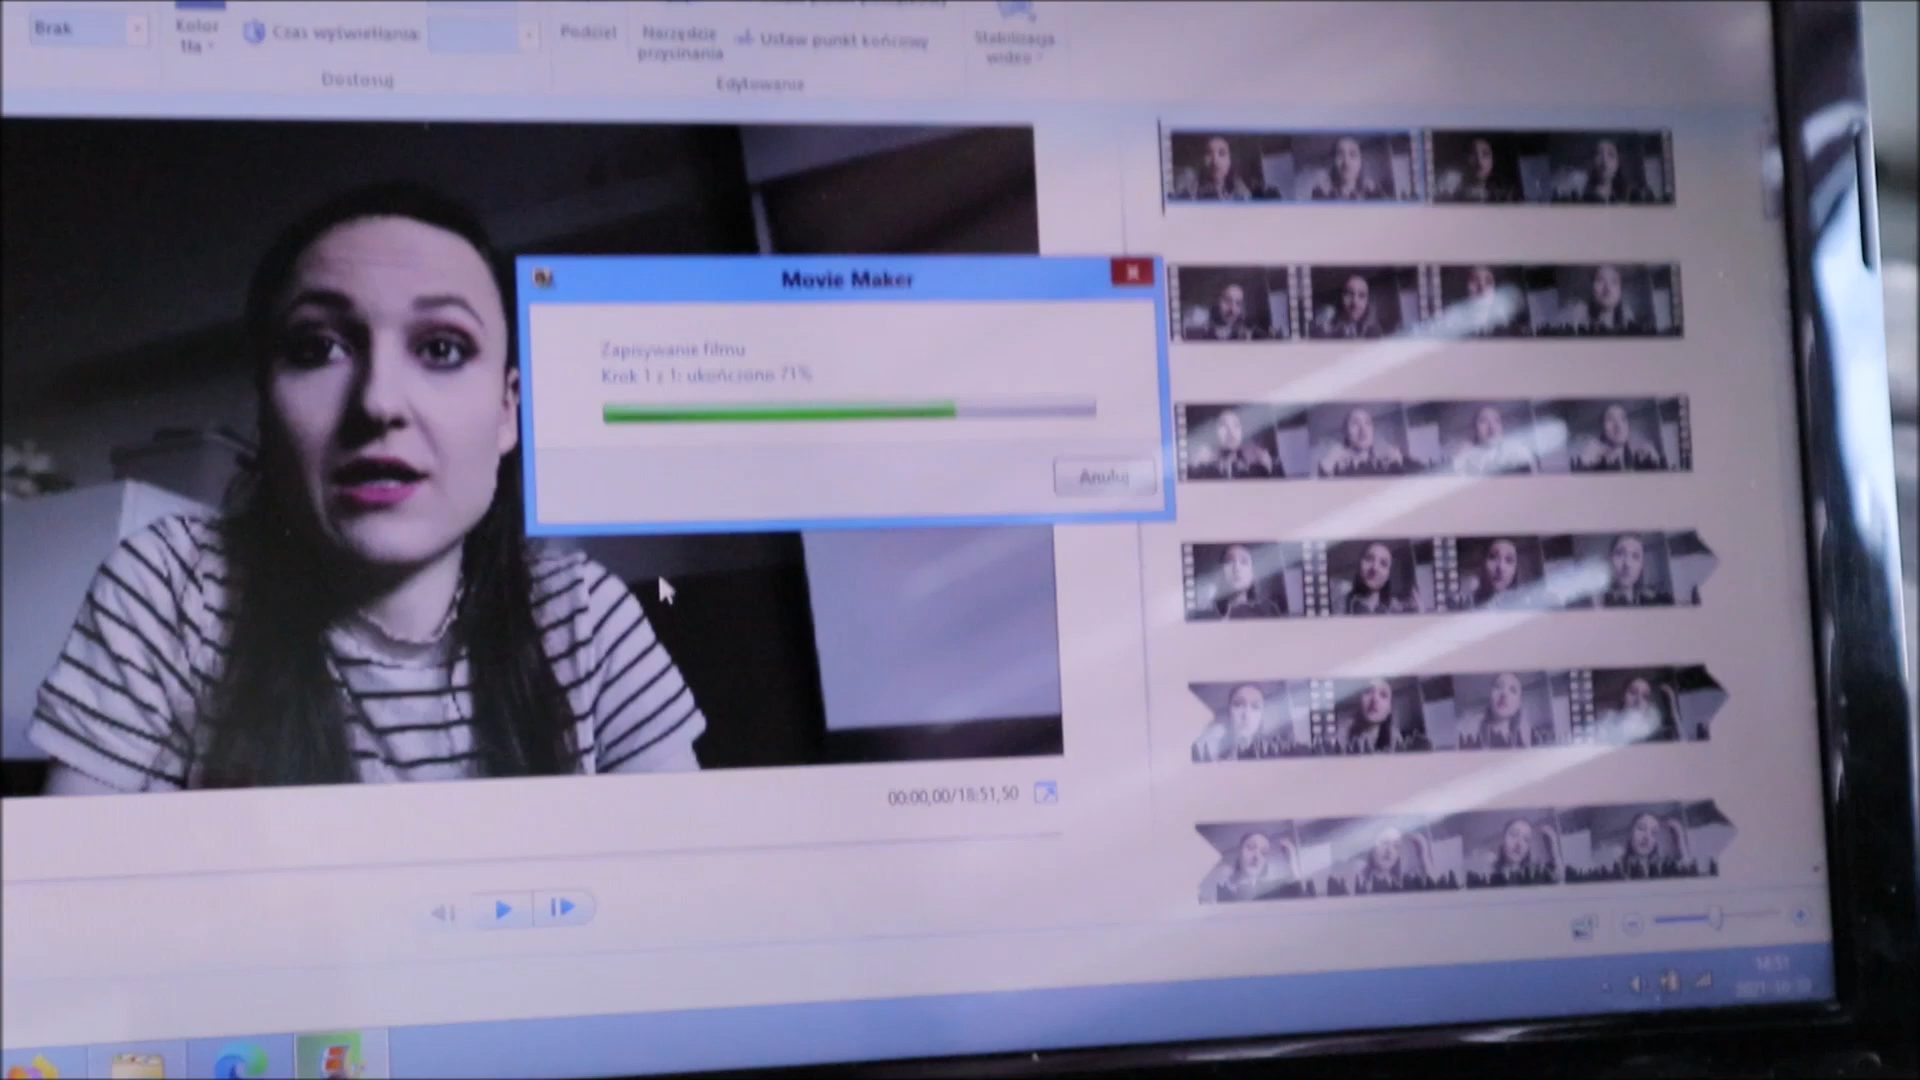 Brak
Kolor
tła
Czas wyświetlania:
Dostosuj
Podziel
Narzędzie
przycinania
Ustaw punkt końcowy
Edytowanie
Stabilizacja
wideo
Movie Maker
x
Zapisywanie filmu
Krok 1 z 1: ukończono 71%
Anuluj
00:00,00/18:51,50